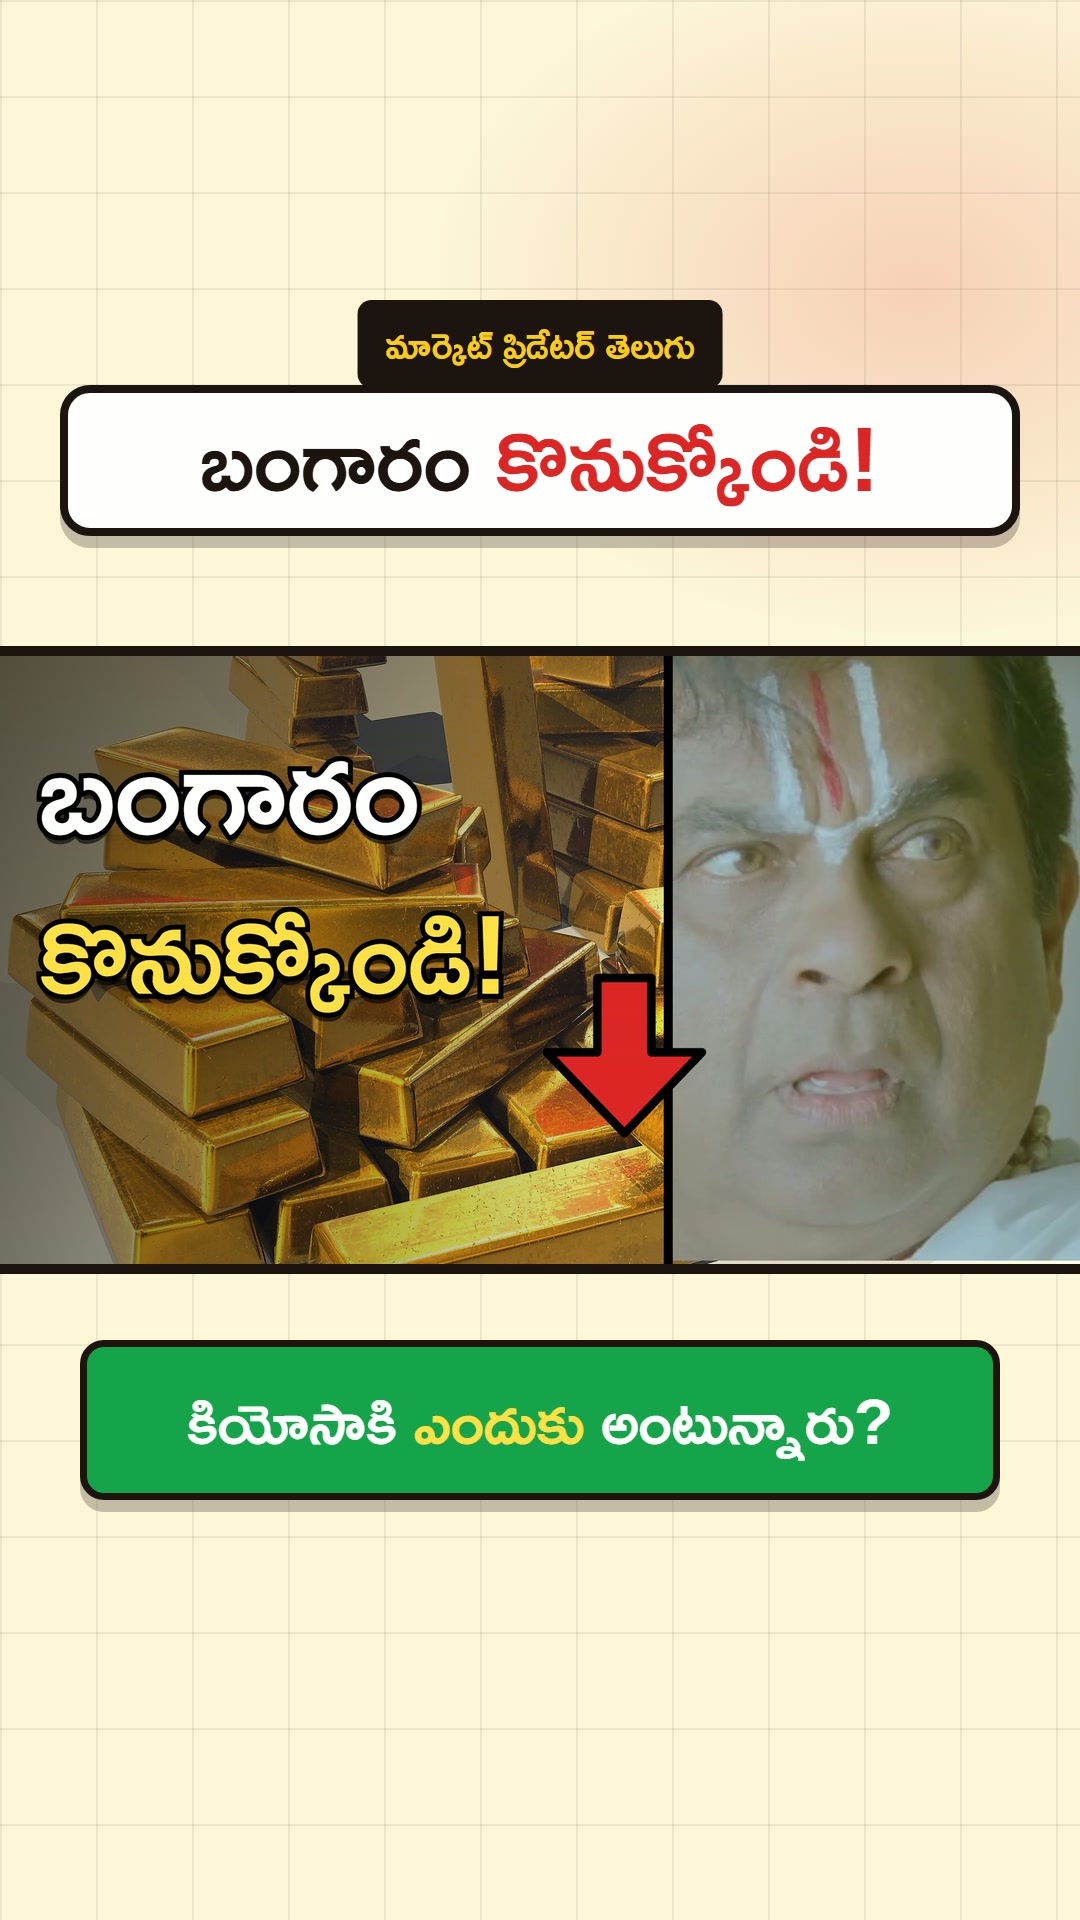 మార్కెట్ ప్రిడేటర్ తెలుగు
బంగారం కొనుక్కోండి!
బంగారం
కొనుక్కోండి!
కియోసాకి ఎందుకు అంటున్నారు?